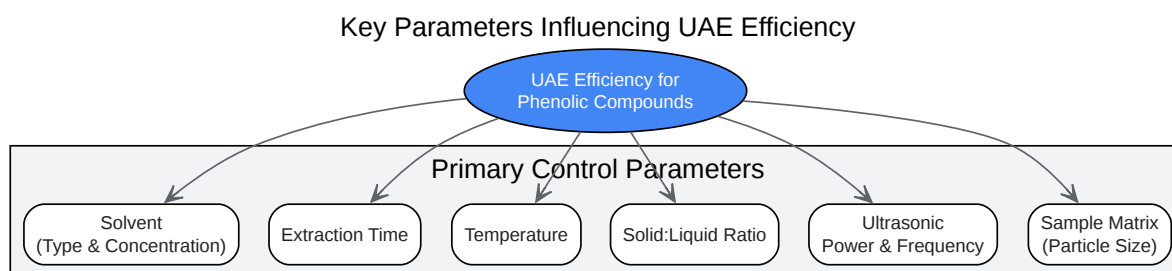 Key Parameters Influencing UAE Efficiency
UAE Efficiency for
Phenolic Compounds
Primary Control Parameters
Solvent
(Type & Concentration)
Extraction Time
Temperature
Solid:Liquid Ratio
Ultrasonic
Power & Frequency
Sample Matrix
(Particle Size)